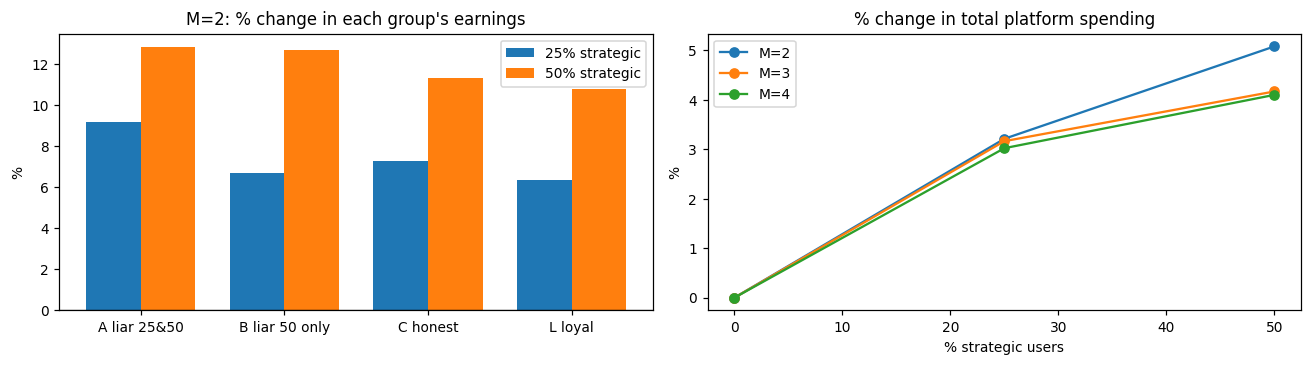 M=2: % change in each group's earnings
%
12
10
8
6
4
2
0
25% strategic
50% strategic
A liar 25&50
B liar 50 only
C honest
L loyal
% change in total platform spending
%
5
4
3
2
1
0
M=2
M=3
M=4
0
10
20
30
40
50
% strategic users